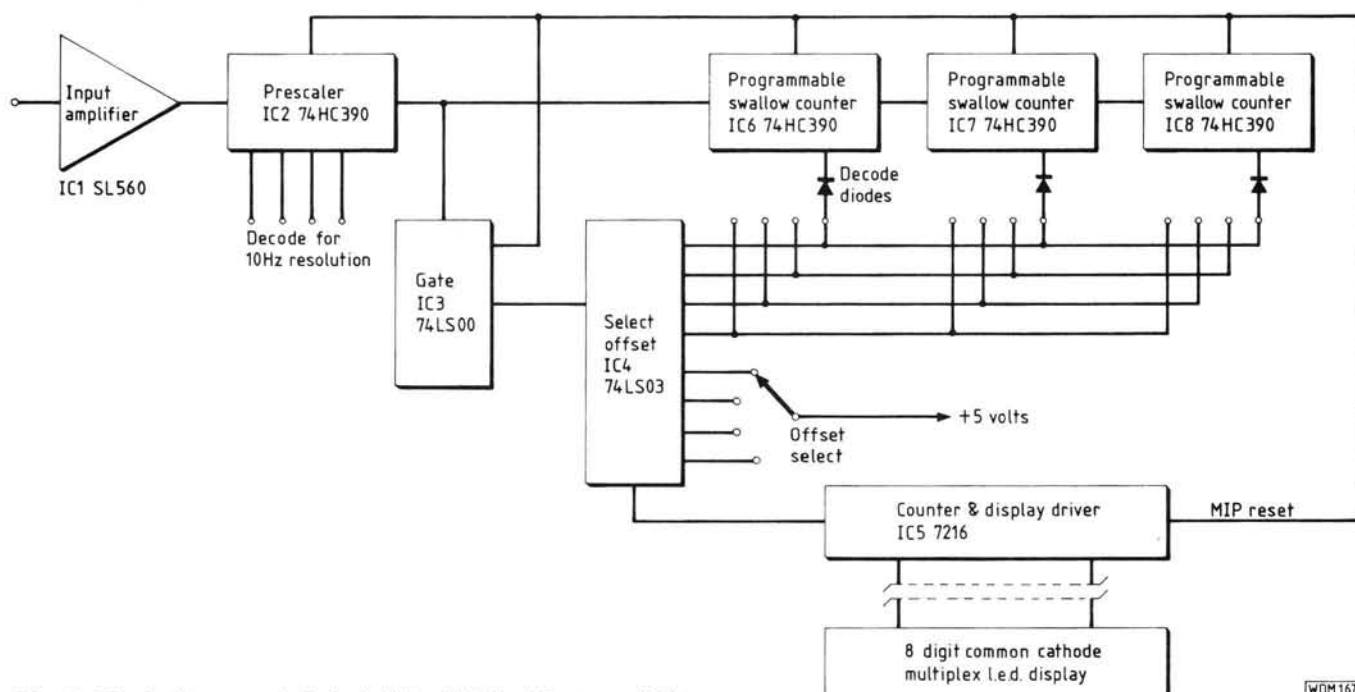 Input
amplifier
IC1 SL560
Prescaler
IC2 74HC390
Decode for
10Hz resolution
Gate
IC3
74LS00
Select
offset
IC4
74LS03
Programmable
swallow counter
IC6 74HC390
Programmable
swallow counter
IC7 74HC390
Programmable
swallow counter
IC8 74HC390
Decode
diodes
+5 volts
Offset
select
Counter & display driver
IC5 7216
MIP reset
8 digit common cathode
multiplex l.e.d. display